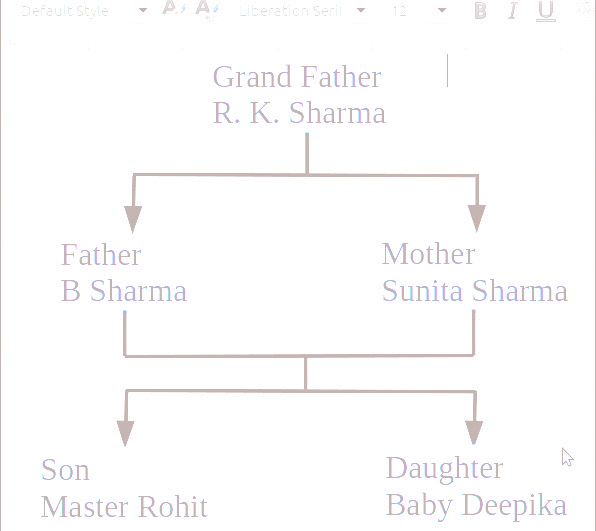 Default Style Liberation Serif 12 B I U
Grand Father
R. K. Sharma
Father Mother
B Sharma Sunita Sharma
Son Daughter
Master Rohit Baby Deepika